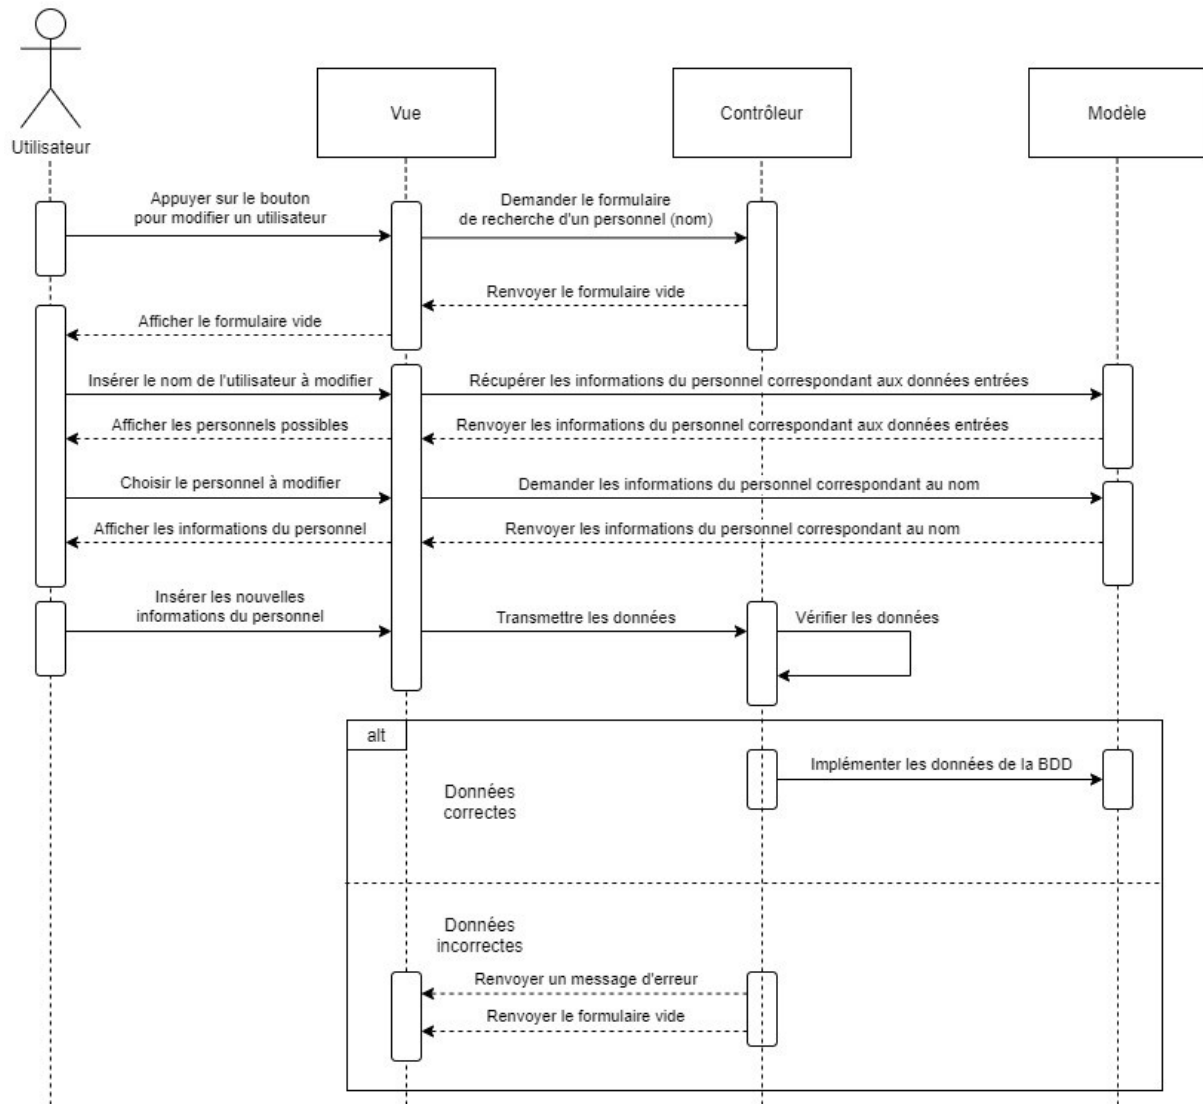 Utilisateur
Vue
Contrôleur
Modèle
Appuyer sur le bouton
pour modifier un utilisateur
Demander le formulaire
de recherche d'un personnel (nom)
Renvoyer le formulaire vide
Afficher le formulaire vide
Insérer le nom de l'utilisateur à modifier
Récupérer les informations du personnel correspondant aux données entrées
Afficher les personnels possibles
Renvoyer les informations du personnel correspondant aux données entrées
Choisir le personnel à modifier
Demander les informations du personnel correspondant au nom
Afficher les informations du personnel
Renvoyer les informations du personnel correspondant au nom
Insérer les nouvelles
informations du personnel
Transmettre les données
Vérifier les données
alt
Implémenter les données de la BDD
Données
correctes
Données
incorrectes
Renvoyer un message d'erreur
Renvoyer le formulaire vide